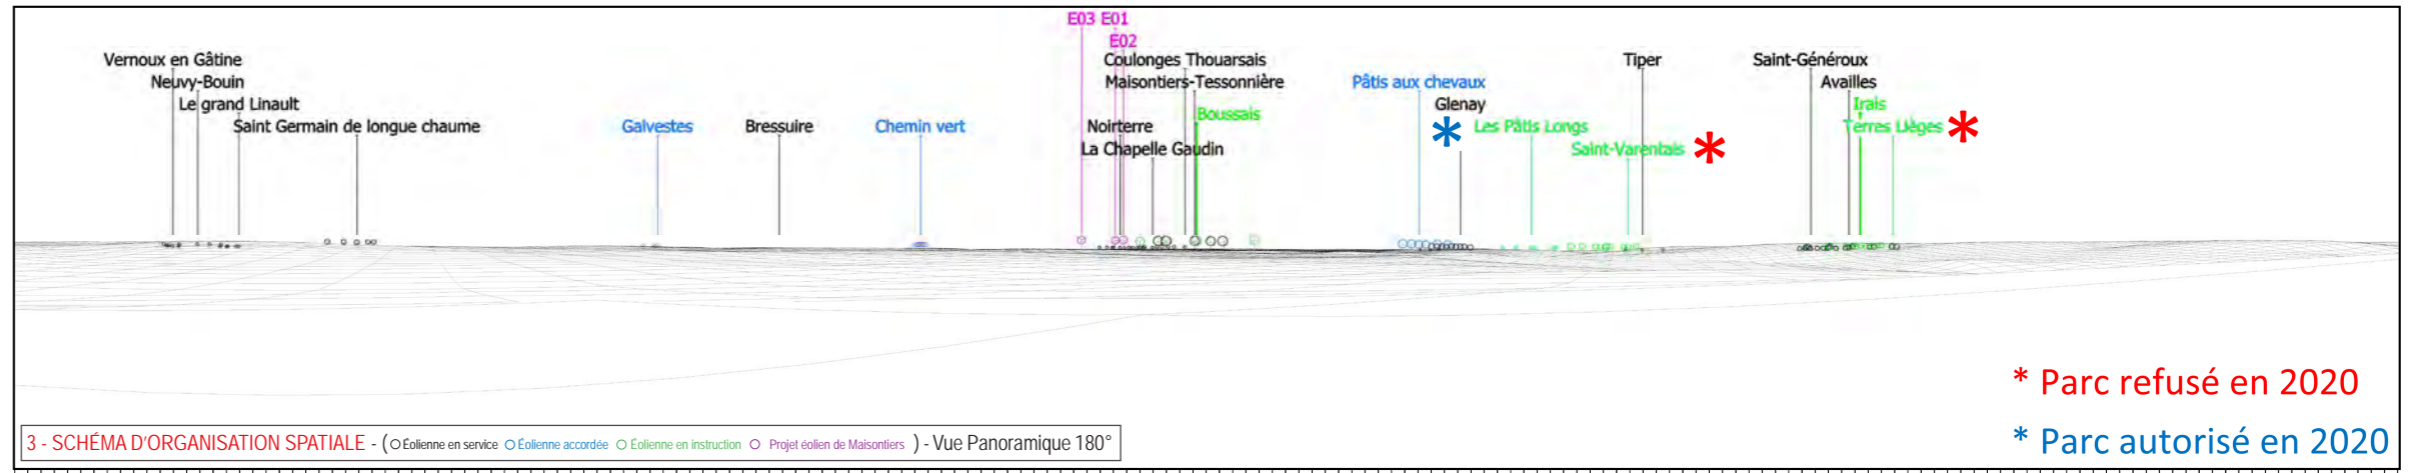 E03 E01
E02
Vernoux en Gâtine
Neuvy-Bouin
Le grand Linault
Saint Germain de longue chaume
Galvestes
Bressuire
Chemin vert
Coulonges Thouarsais
Maisontiers-Tessonnière
Boussais
Noirterre
La Chapelle Gaudin
Pâtis aux chevaux
Glenay
* Les Pâtis Longs
Saint-Varentais *
Tiper
Saint-Généroux
Availles
Irais
Terres Lièges *
* Parc refusé en 2020
* Parc autorisé en 2020
3 - SCHÉMA D'ORGANISATION SPATIALE - ( Éolienne en service Éolienne accordée Éolienne en instruction Projet éolien de Maisontiers ) - Vue Panoramique 180°